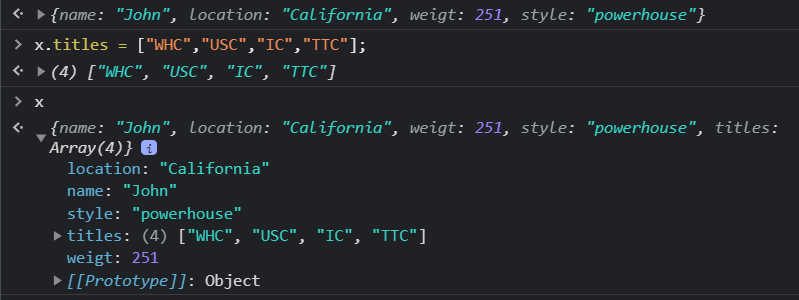 {name: "John", location: "California", weigt: 251, style: "powerhouse"}
x.titles = ["WHC","USC","IC","TTC"];
(4) ["WHC", "USC", "IC", "TTC"]
x
{name: "John", location: "California", weigt: 251, style: "powerhouse", titles:
Array(4)} i
location: "California"
name: "John"
style: "powerhouse"
titles: (4) ["WHC", "USC", "IC", "TTC"]
weigt: 251
[[Prototype]]: Object